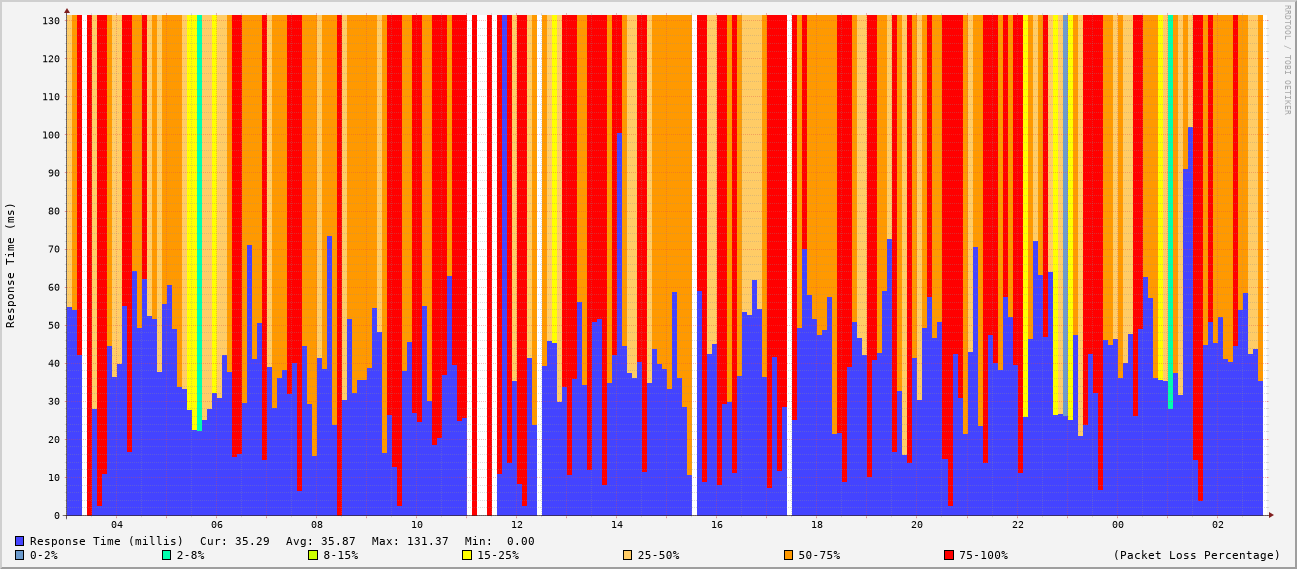 RRDTOOL / TOBI OETIKER
Response Time (ms)
130
120
110
100
90
80
70
60
50
40
30
20
10
0
04 06 08 10 12 14 16 18 20 22 00 02
Response Time (millis) Cur: 35.29 Avg: 35.87 Max: 131.37 Min: 0.00
0-2% 2-8% 8-15% 15-25% 25-50% 50-75% 75-100% (Packet Loss Percentage)